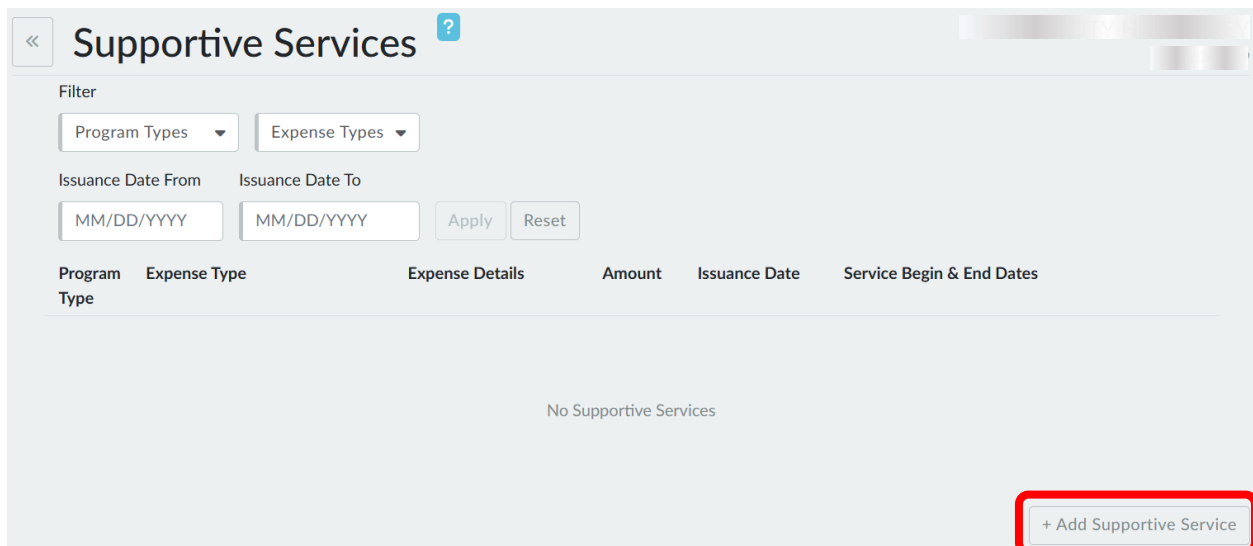 «
Supportive Services ?
Filter
Program Types Expense Types
Issuance Date From Issuance Date To
MM/DD/YYYY MM/DD/YYYY Apply Reset
Program Type Expense Type Expense Details Amount Issuance Date Service Begin & End Dates
No Supportive Services
+ Add Supportive Service